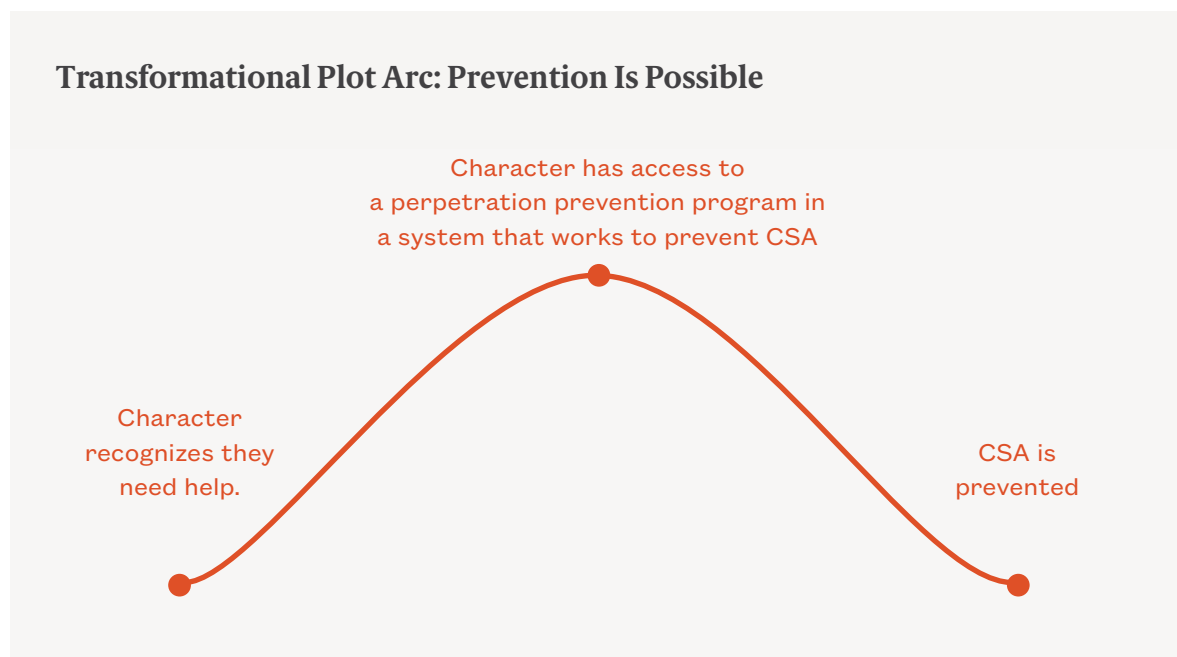 Transformational Plot Arc: Prevention Is Possible
Character has access to
a perpetration prevention program in
a system that works to prevent CSA
Character
recognizes they
need help.
CSA is
prevented